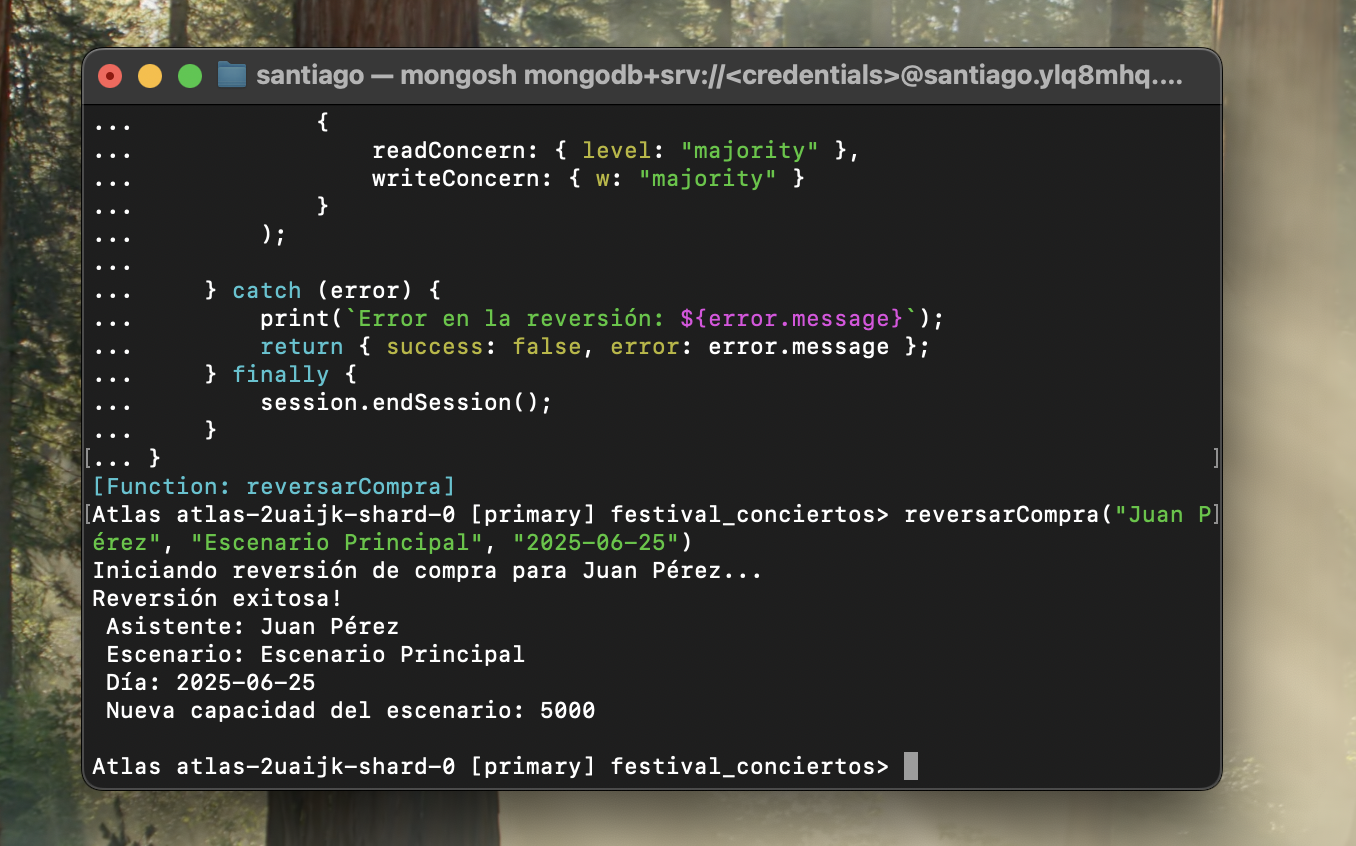 santiago — mongosh mongodb+srv://<credentials>@santiago.ylq8mhq....
...             {
...                 readConcern: { level: "majority" },
...                 writeConcern: { w: "majority" }
...             }
...         );
...
...     } catch (error) {
...         print(`Error en la reversión: ${error.message}`);
...         return { success: false, error: error.message };
...     } finally {
...         session.endSession();
...     }
[... }                                                                            ]
[Function: reversarCompra]
[Atlas atlas-2uaijk-shard-0 [primary] festival_conciertos> reversarCompra("Juan P]
érez", "Escenario Principal", "2025-06-25")
Iniciando reversión de compra para Juan Pérez...
Reversión exitosa!
 Asistente: Juan Pérez
 Escenario: Escenario Principal
 Día: 2025-06-25
 Nueva capacidad del escenario: 5000
Atlas atlas-2uaijk-shard-0 [primary] festival_conciertos>